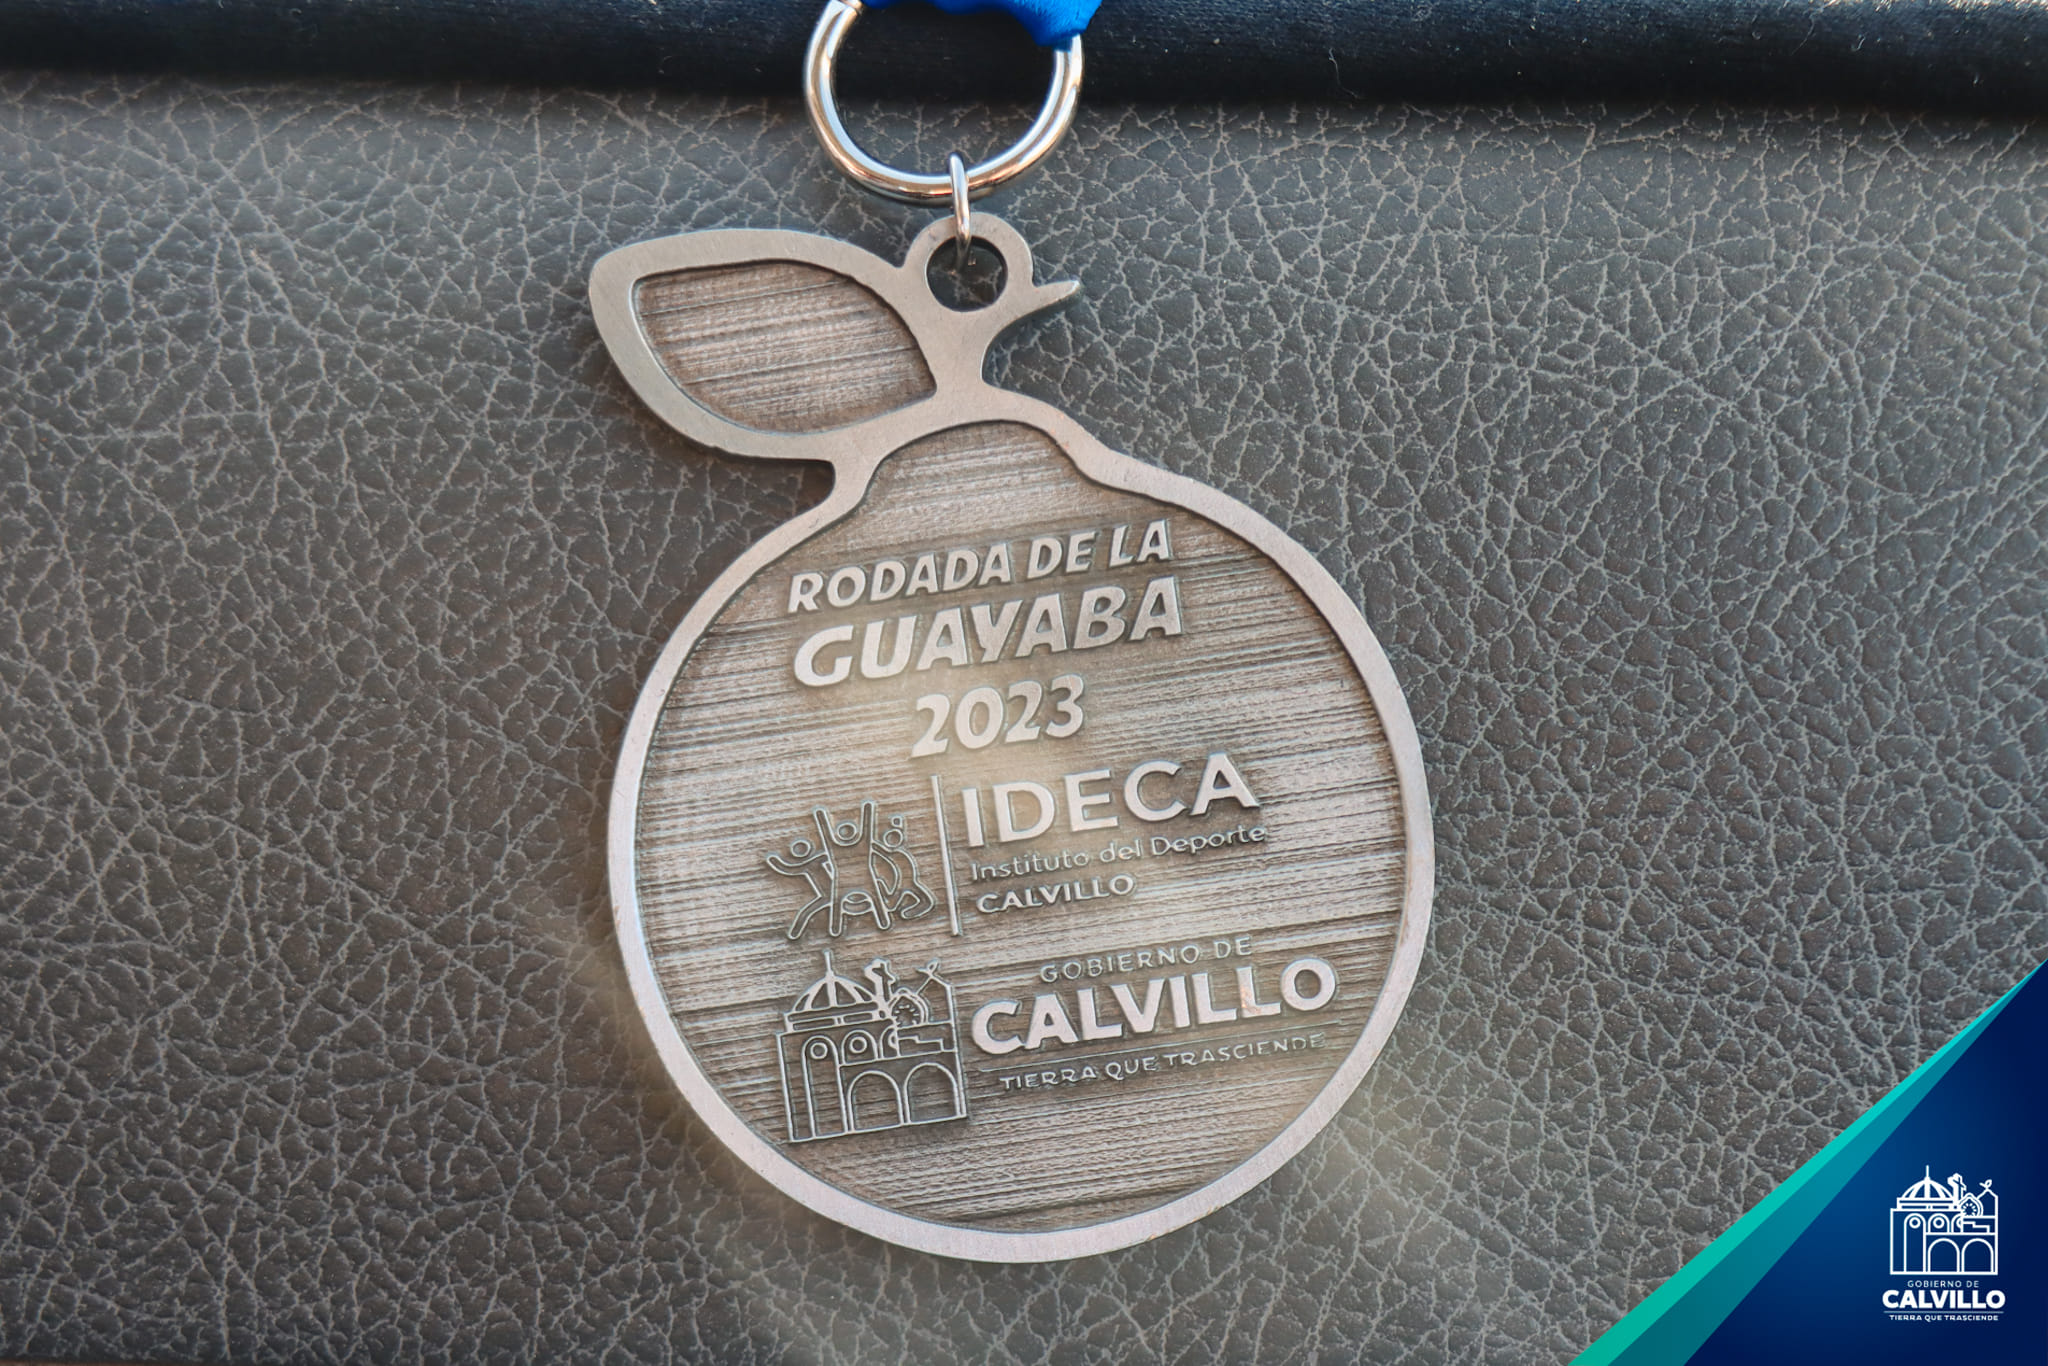 RODADA DE LA
GUAYABA
2023
IDECA
Instituto del Deporte
CALVILLO
GOBIERNO DE
CALVILLO
TIERRA QUE TRASCIENDE
GOBIERNO DE
CALVILLO
TIERRA QUE TRASCIENDE